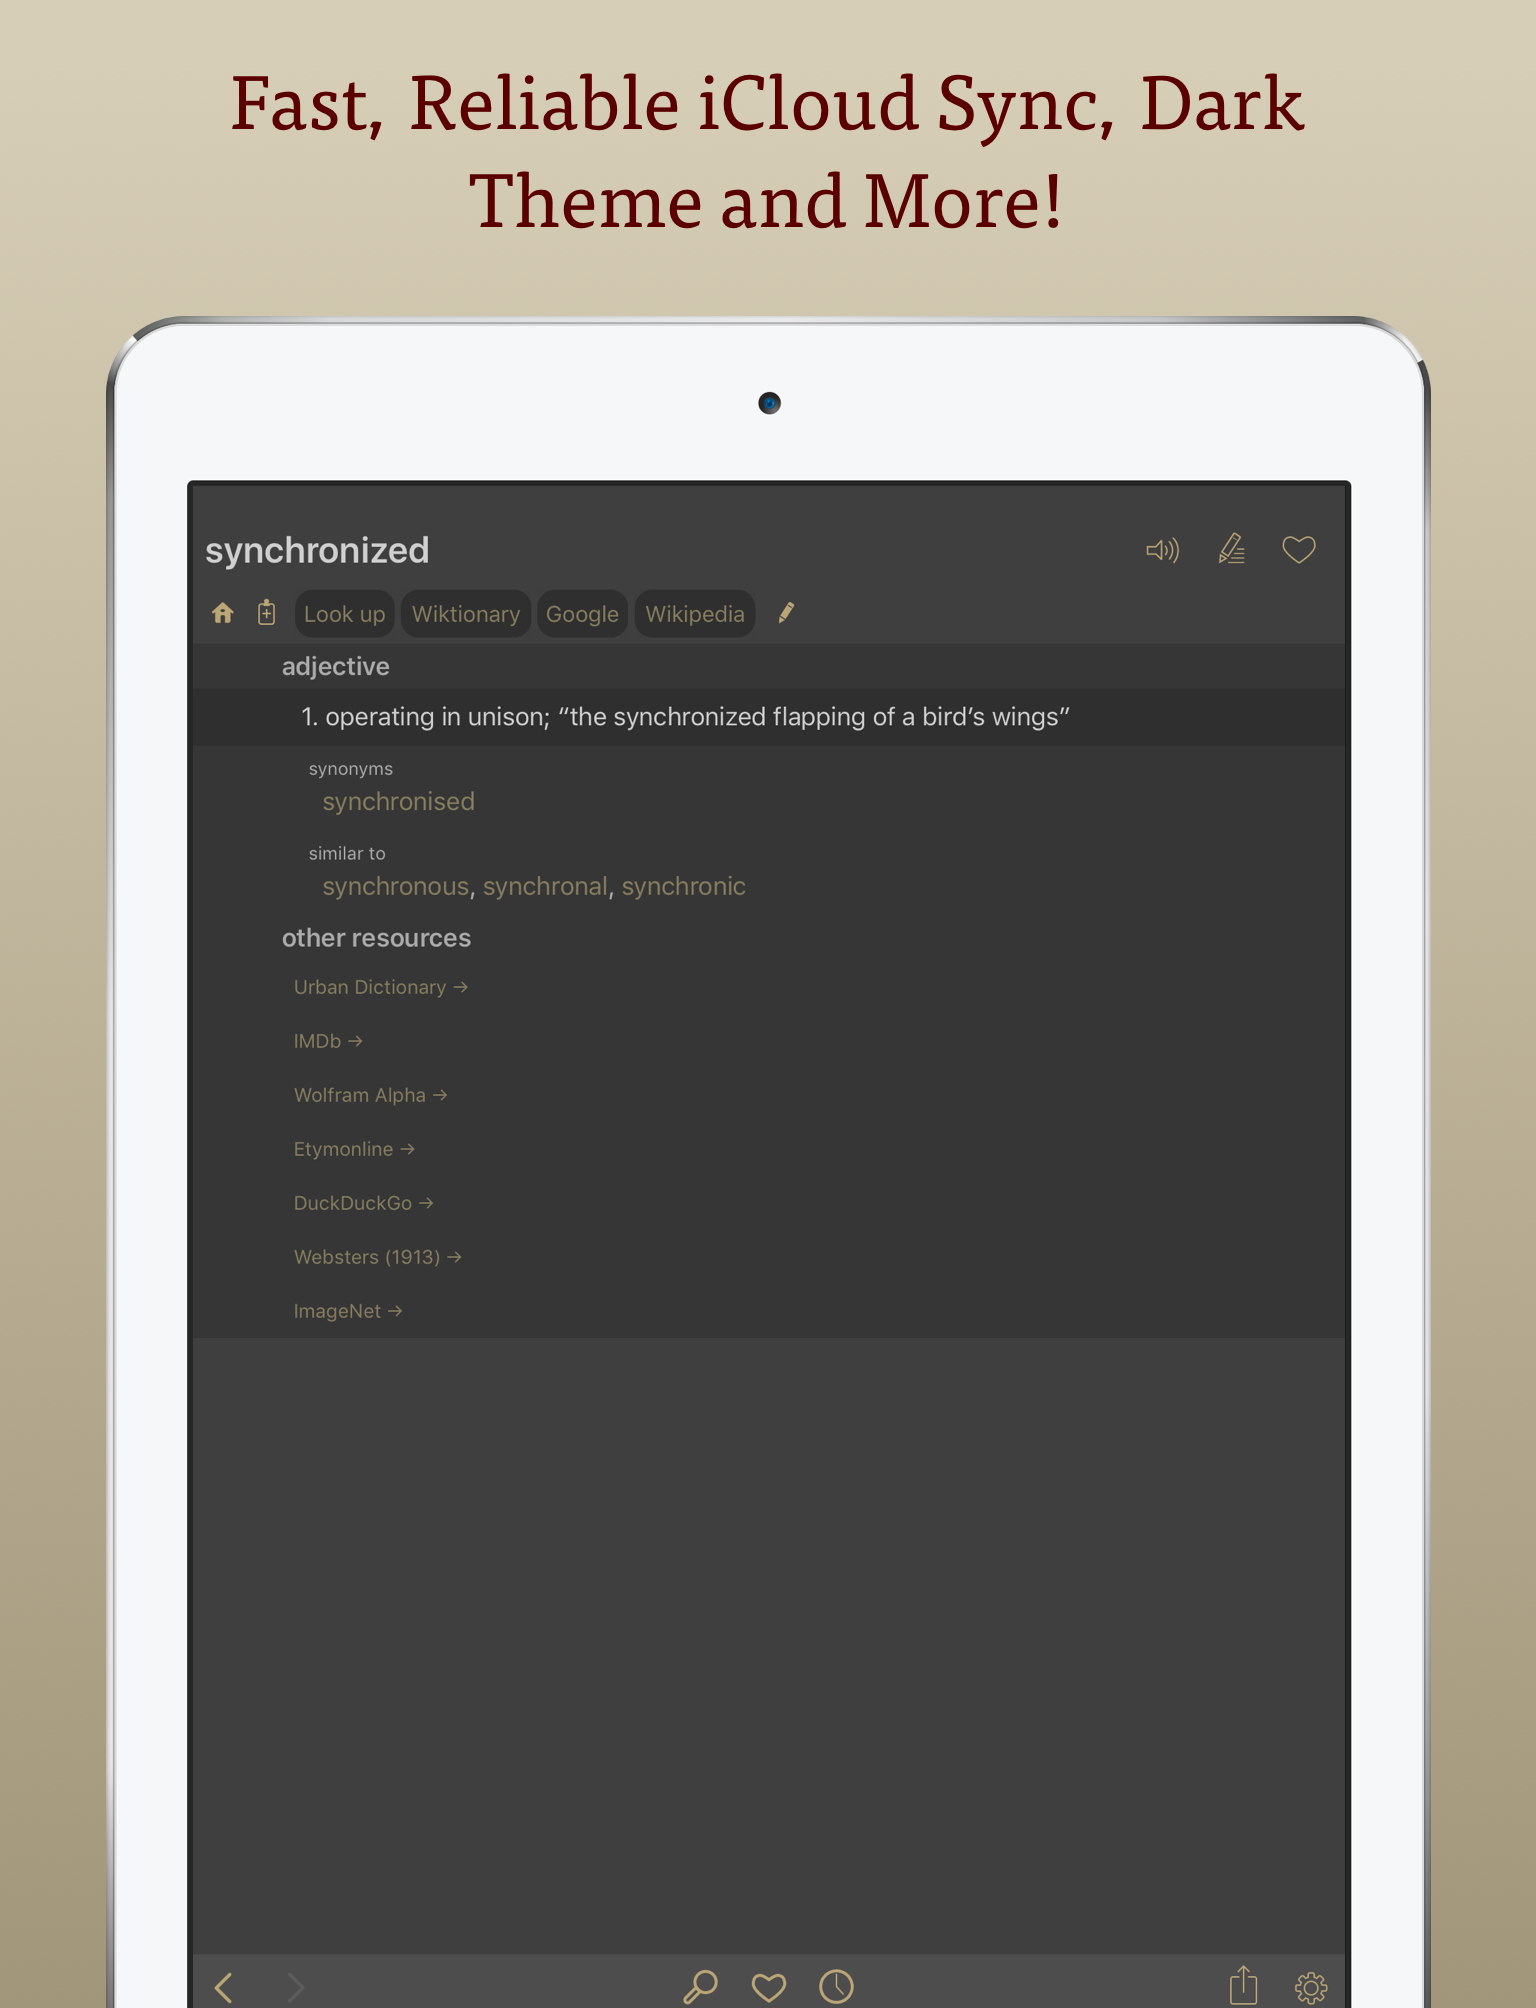 Fast, Reliable iCloud Sync, Dark
Theme and More!
synchronized
Look up Wiktionary Google Wikipedia
adjective
1. operating in unison; “the synchronized flapping of a bird’s wings”
synonyms
synchronised
similar to
synchronous, synchronal, synchronic
other resources
Urban Dictionary →
IMDb →
Wolfram Alpha →
Etymonline →
DuckDuckGo →
Websters (1913) →
ImageNet →